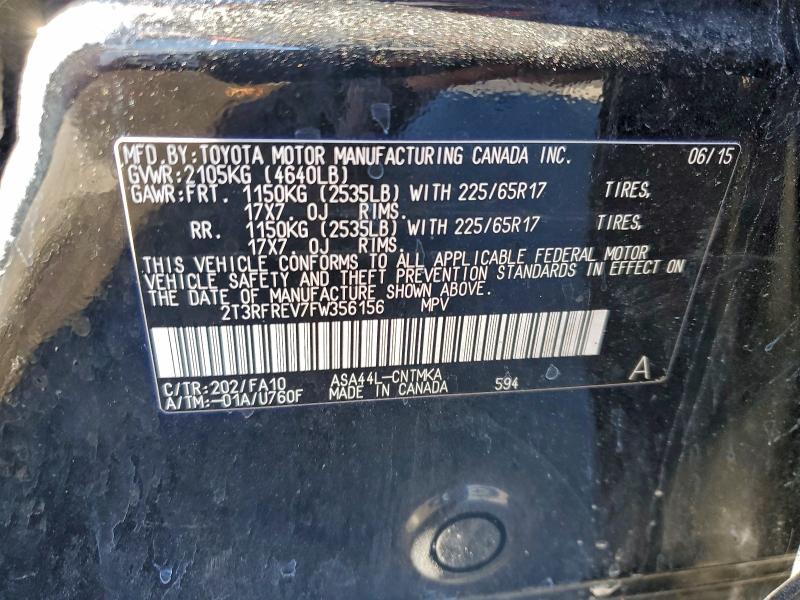 MFD.BY:TOYOTA MOTOR MANUFACTURING CANADA INC. 06/15
GVWR:2105KG (4640LB)
GAWR:FRT. 1150KG (2535LB) WITH 225/65R17 TIRES,
17X7. 0J RIMS.
RR. 1150KG (2535LB) WITH 225/65R17 TIRES,
17X7. 0J RIMS.
THIS VEHICLE CONFORMS TO ALL APPLICABLE FEDERAL MOTOR
VEHICLE SAFETY AND THEFT PREVENTION STANDARDS IN EFFECT ON
THE DATE OF MANUFACTURE SHOWN ABOVE.
2T3RFREV7FW356156 MPV
C/TR:202/FA10 ASA44L-CNTMKA 594 A
A/TM:-01A/U760F MADE IN CANADA